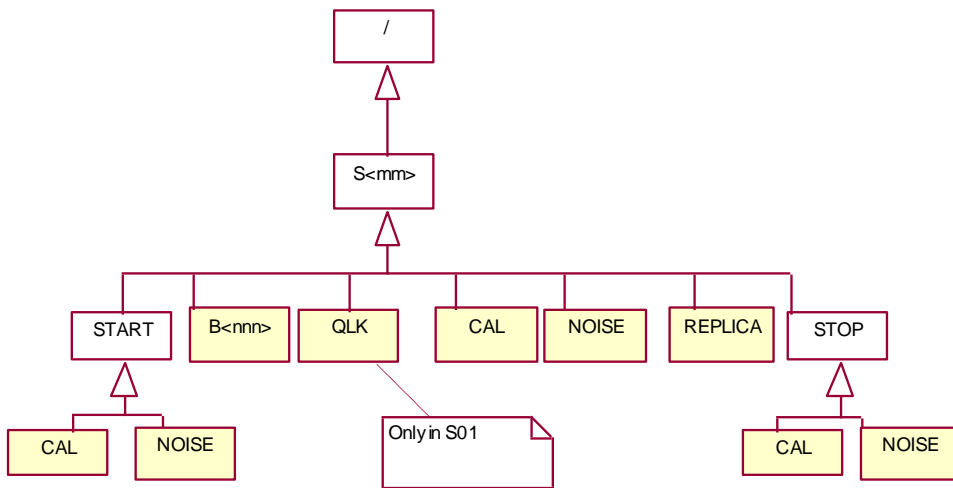 /
S<mm>
START
B<nnn>
QLK
CAL
NOISE
REPLICA
STOP
CAL
NOISE
Only in S01
CAL
NOISE